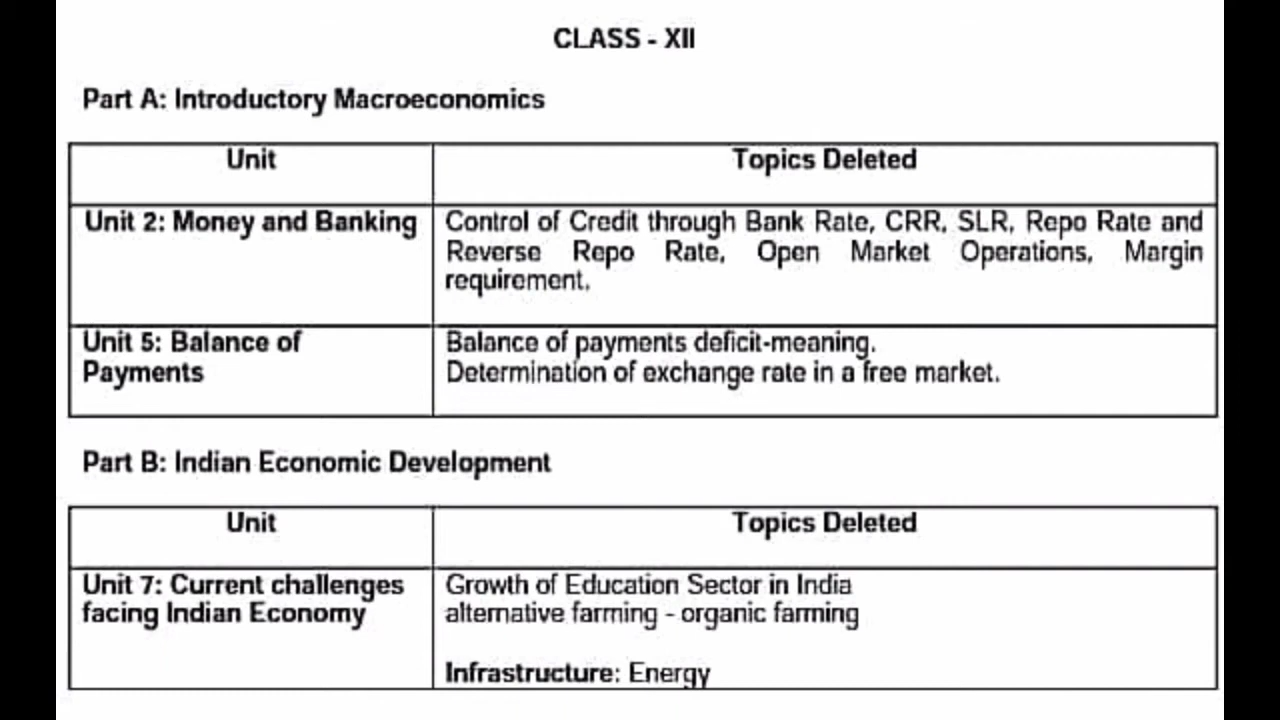 CLASS - XII
Part A: Introductory Macroeconomics
Unit
Topics Deleted
Unit 2: Money and Banking
Control of Credit through Bank Rate, CRR, SLR, Repo Rate and
Reverse Repo Rate, Open Market Operations, Margin
requirement.
Unit 5: Balance of
Payments
Balance of payments deficit-meaning.
Determination of exchange rate in a free market.
Part B: Indian Economic Development
Unit
Topics Deleted
Unit 7: Current challenges
facing Indian Economy
Growth of Education Sector in India
alternative farming - organic farming
Infrastructure: Energy